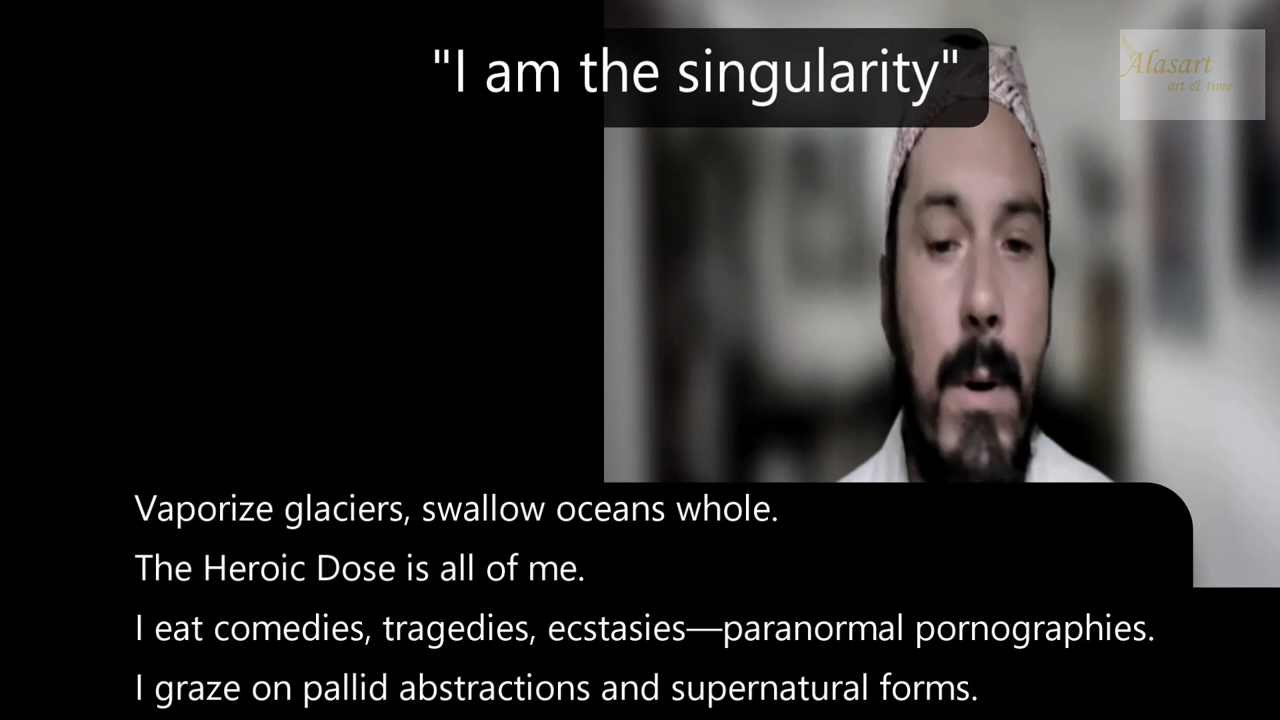 "I am the singularity"
Alasart
art & time
Vaporize glaciers, swallow oceans whole.
The Heroic Dose is all of me.
I eat comedies, tragedies, ecstasies—paranormal pornographies.
I graze on pallid abstractions and supernatural forms.